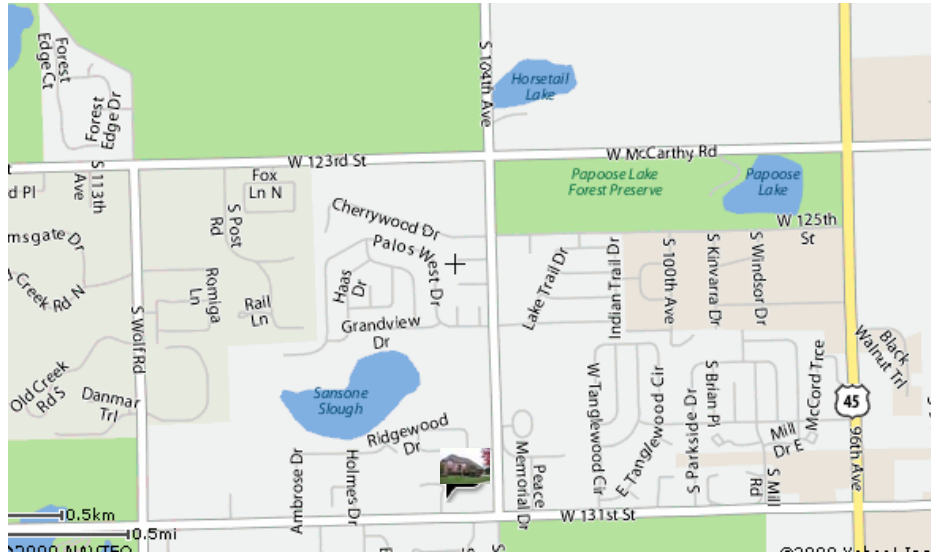 Forest
Edge Ct
S 104th Ave
Horsetail
Lake
Forest
Edge Dr
W McCarthy Rd
W 123rd St
S 113th
Ave
Fox
Ln N
Papoose Lake
Forest Preserve
Papoose
Lake
d Pl
Cherrywood Dr
S Post
Rd
W 125th
St
msgate Dr
Palos West Dr
Indian Trail Dr
S 100th Ave
S Kinvarra Dr
S Windsor Dr
Creek Rd N
Romiga
Ln
Rail
Ln
Haas
Dr
Lake Trail Dr
S Wolf Rd
Grandview
Dr
Black
Walnut Trl
Old Creek
Rd S
Danmar
Trl
Sansone
Slough
W Tanglewood Cir
E Tanglewood Cir
S Parkside Dr
S Brian Pl
McCord Trce
45
Ridgewood
Dr
Mill
Dr E
96th Ave
Ambrose Dr
Holmes Dr
Peace
Memorial Dr
S Mill
Rd
0.5km
W 131st St
0.5mi